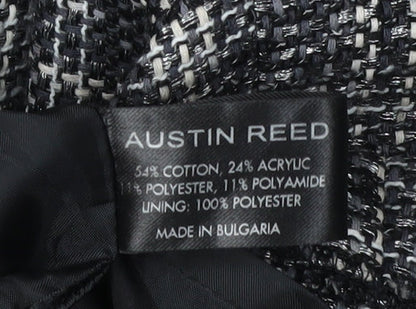 AUSTIN REED
54% COTTON, 24% ACRYLIC
11% POLYESTER, 11% POLYAMIDE
LINING: 100% POLYESTER
MADE IN BULGARIA